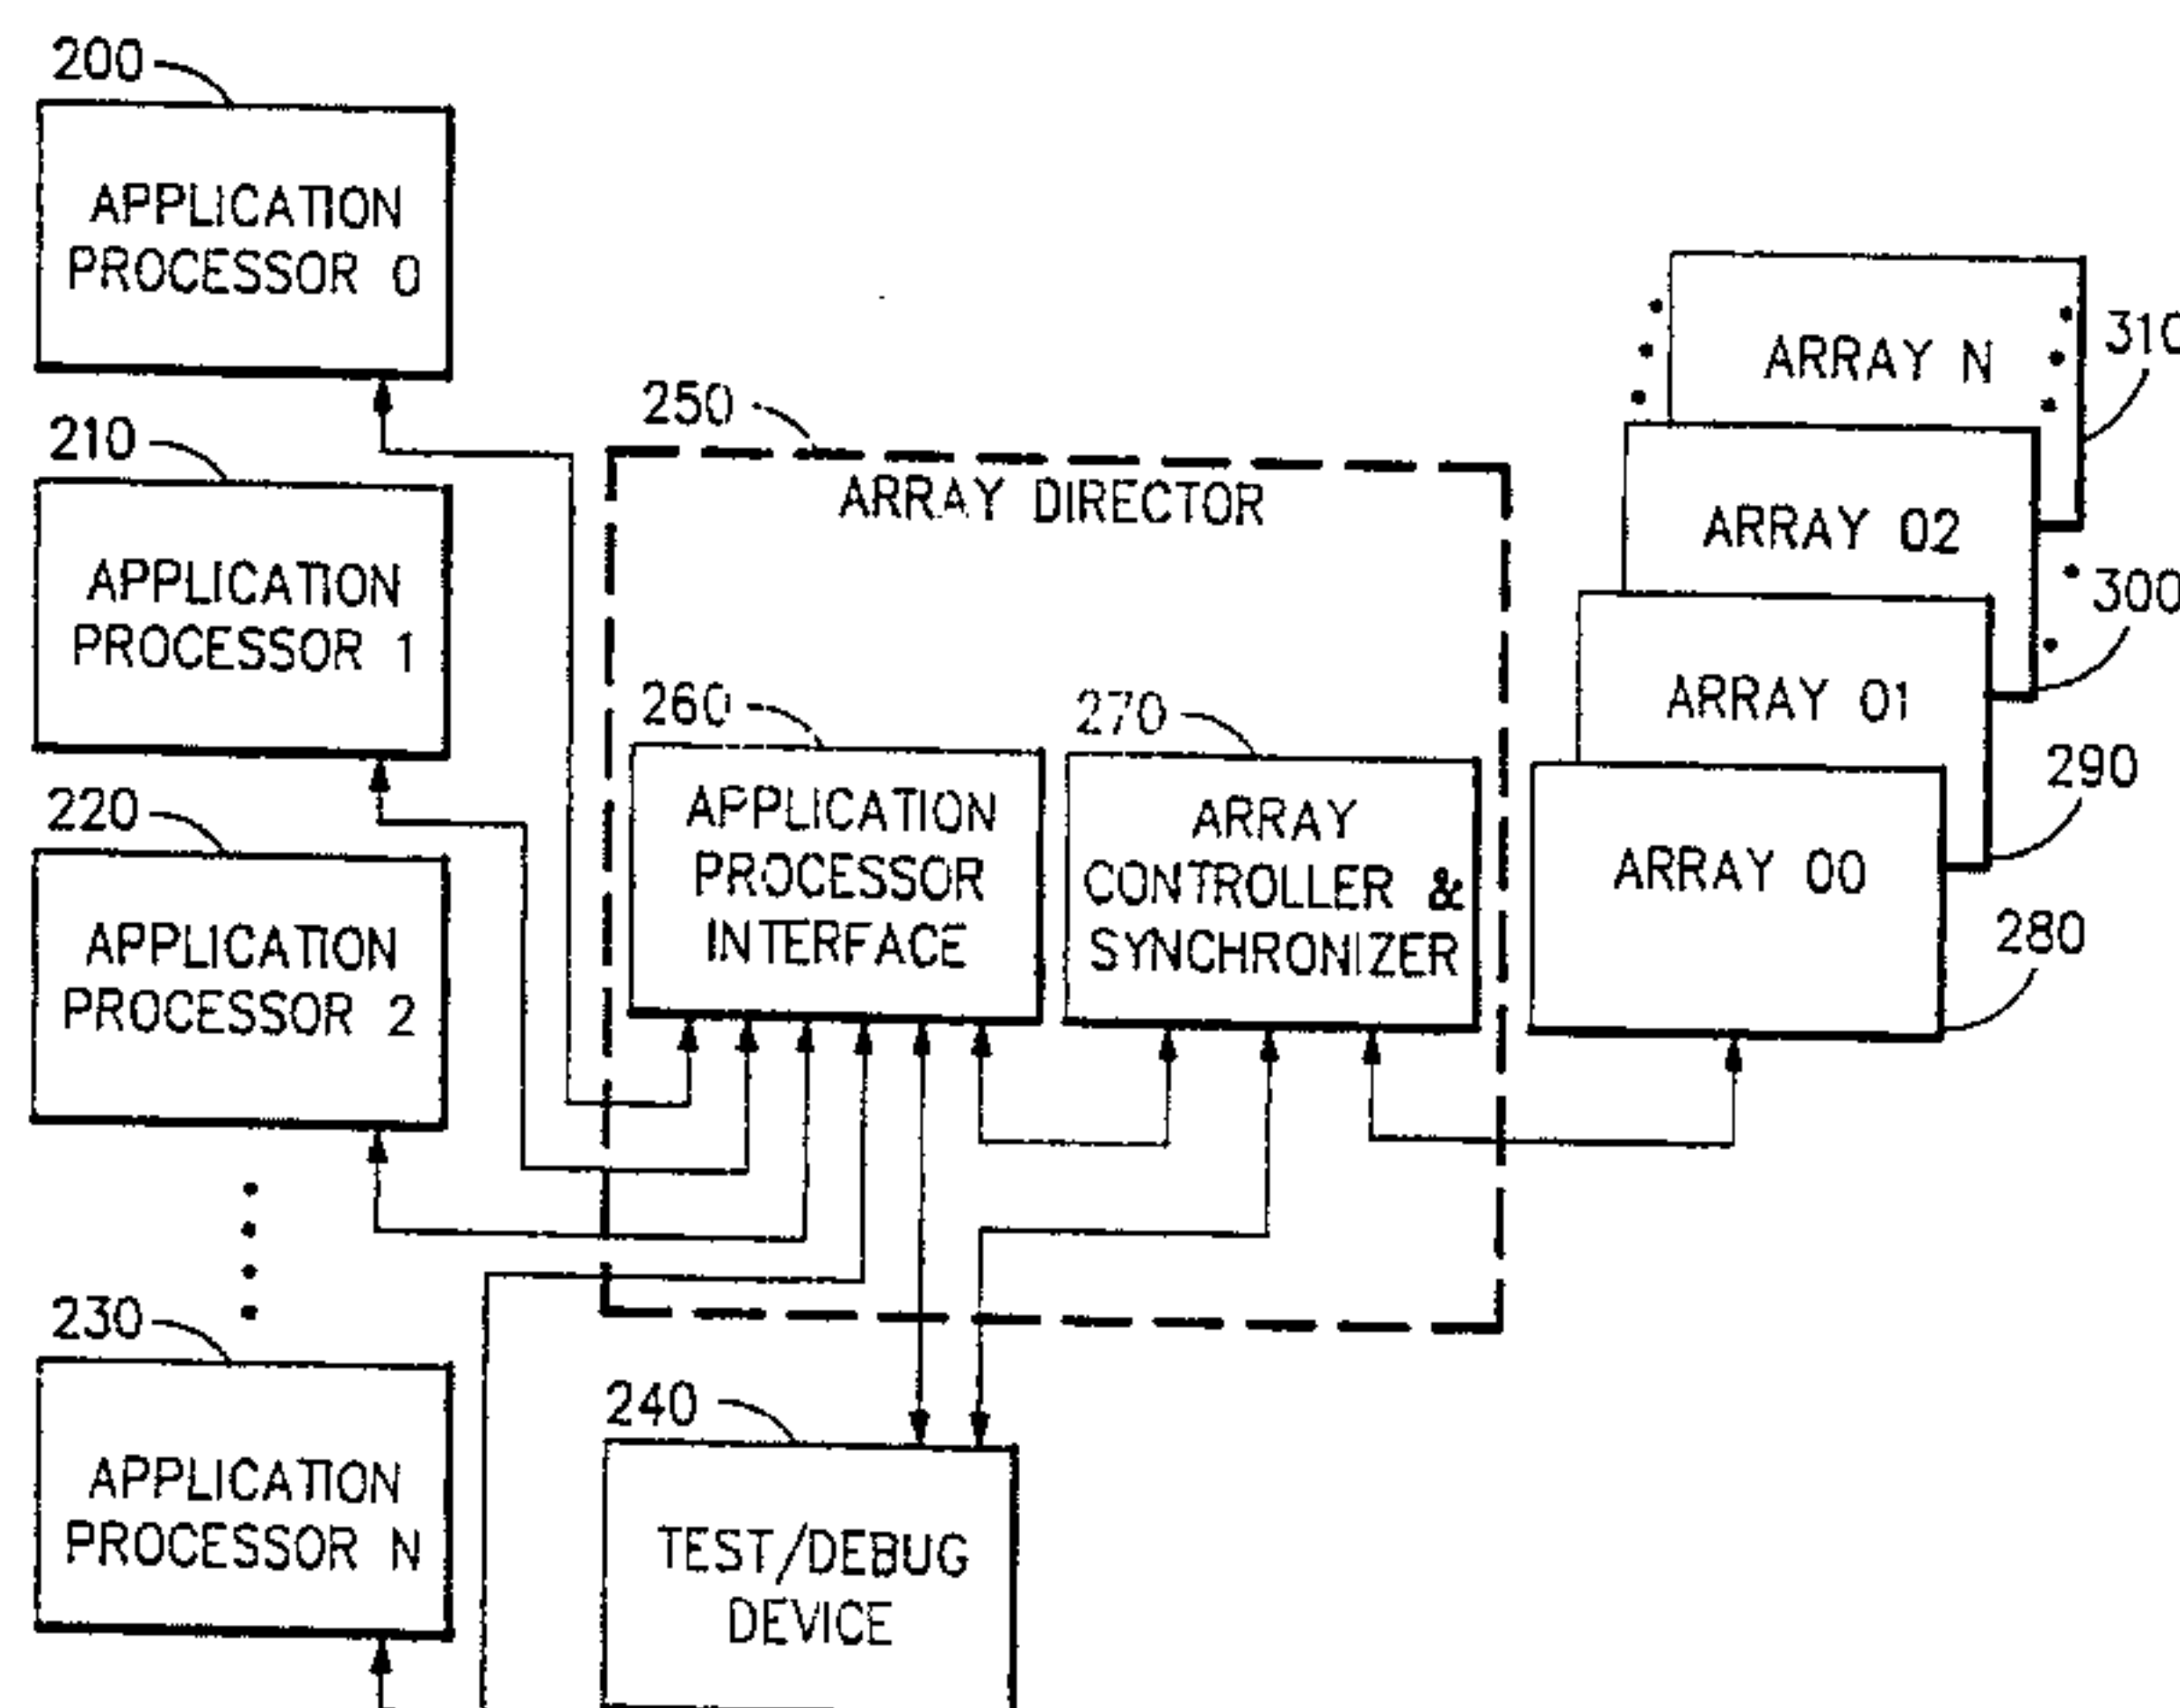 200
APPLICATION
PROCESSOR 0
210
APPLICATION
PROCESSOR 1
220
APPLICATION
PROCESSOR 2
230
APPLICATION
PROCESSOR N
250
ARRAY DIRECTOR
260
APPLICATION
PROCESSOR
INTERFACE
270
ARRAY
CONTROLLER &
SYNCHRONIZER
240
TEST/DEBUG
DEVICE
ARRAY N
310
ARRAY 02
300
ARRAY 01
290
ARRAY 00
280